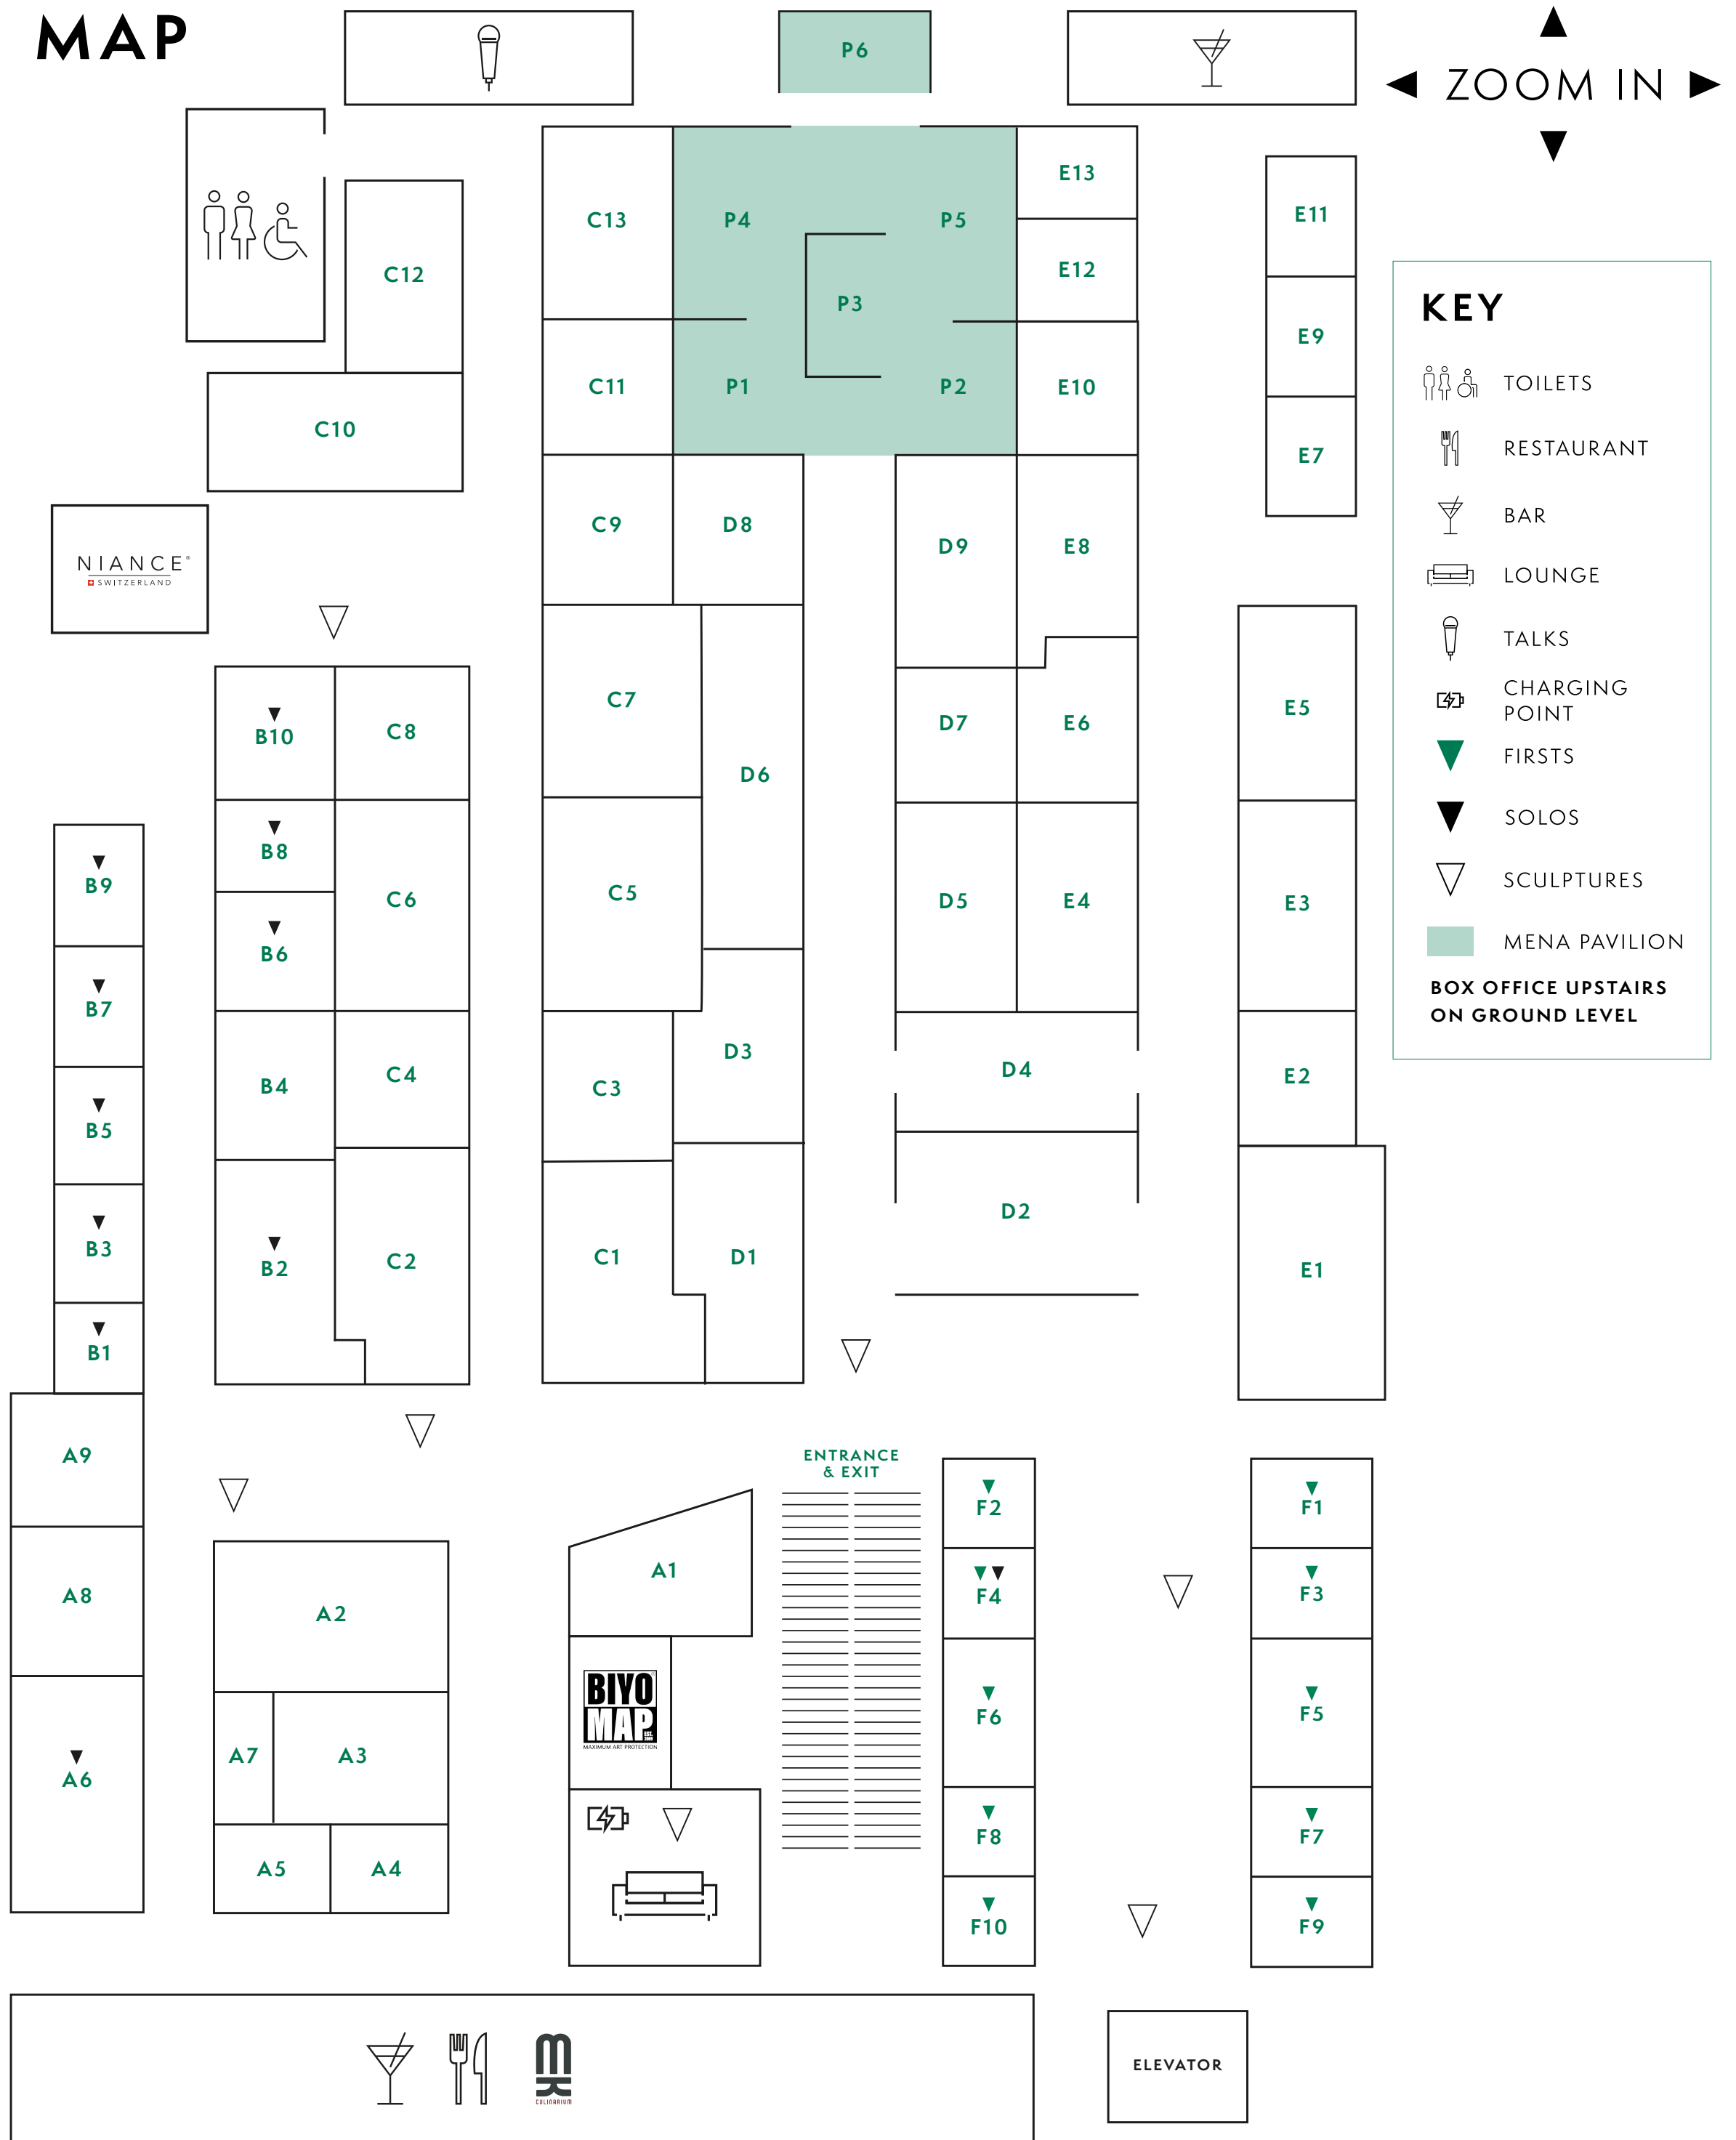 MAP
P6
ZOOM IN
C13
P4
P5
E13
E11
C12
P3
E12
E9
C11
P1
P2
E10
C10
E7
KEY
TOILETS
RESTAURANT
BAR
LOUNGE
TALKS
CHARGING
POINT
FIRSTS
SOLOS
SCULPTURES
MENA PAVILION
BOX OFFICE UPSTAIRS
ON GROUND LEVEL
NIANCE®
SWITZERLAND
C9
D8
D9
E8
B10
C8
C7
D6
D7
E6
E5
B9
B8
C6
C5
D5
E4
E3
B7
B6
B5
B4
C4
C3
D3
D4
E2
B3
B2
C2
C1
D1
D2
E1
B1
A9
ENTRANCE
& EXIT
F2
F1
A8
A2
A1
F4
F3
A7
A3
BIYO
MAP
MAXIMUM ART PROTECTION
F6
F5
A6
A5
A4
F8
F7
F10
F9
mk
CULINARIUM
ELEVATOR